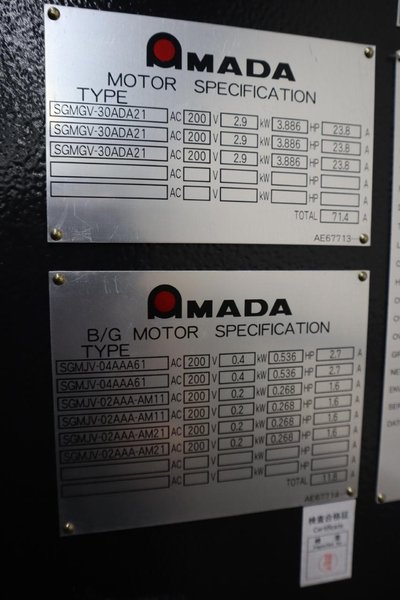 AMADA
MOTOR SPECIFICATION
TYPE
SGMGV-30ADA21 AC 200 V 2.9 kW 3.886 HP 23.8 A
SGMGV-30ADA21 AC 200 V 2.9 kW 3.886 HP 23.8 A
SGMGV-30ADA21 AC 200 V 2.9 kW 3.886 HP 23.8 A
AC V kW HP A
AC V kW HP A
TOTAL 71.4 A
AE67713-
AMADA
B/G MOTOR SPECIFICATION
TYPE
SGMJV-04AAA61 AC 200 V 0.4 kW 0.536 HP 2.7 A
SGMJV-04AAA61 AC 200 V 0.4 kW 0.536 HP 2.7 A
SGMJV-02AAA-AM11 AC 200 V 0.2 kW 0.268 HP 1.6 A
SGMJV-02AAA-AM11 AC 200 V 0.2 kW 0.268 HP 1.6 A
SGMJV-02AAA-AM21 AC 200 V 0.2 kW 0.268 HP 1.6 A
SGMJV-02AAA-AM21 AC 200 V 0.2 kW 0.268 HP 1.6 A
AC V kW HP A
TOTAL 11.8 A
AE67714-
検査合格証
Certificate